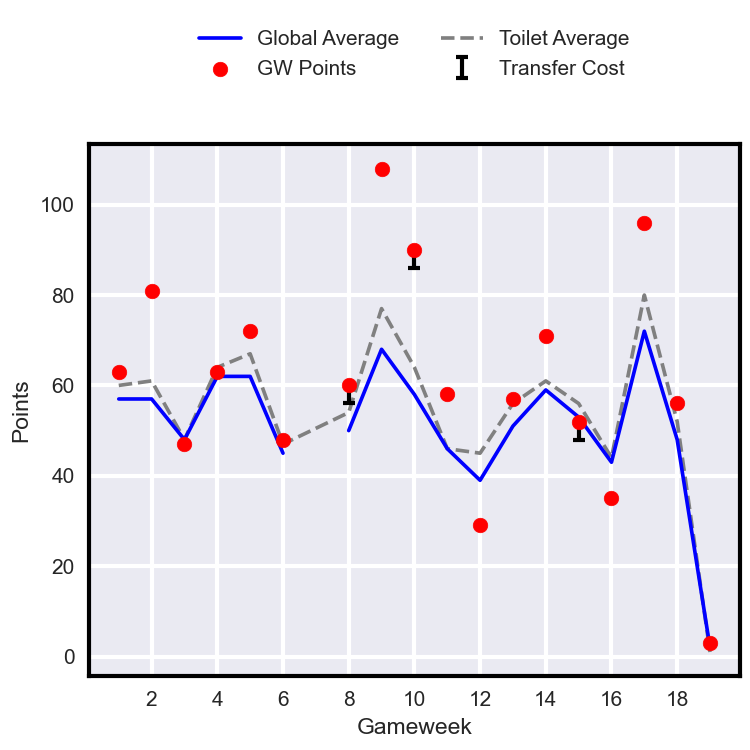 Global Average
Toilet Average
GW Points
Transfer Cost
100
80
60
40
20
0
Points
2 4 6 8 10 12 14 16 18
Gameweek